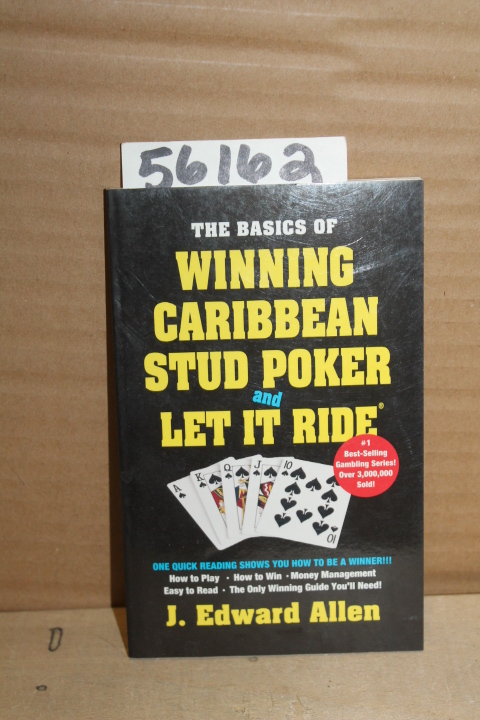 56162
THE BASICS OF
WINNING
CARIBBEAN
STUD POKER
and
LET IT RIDE®
#1
Best-Selling
Gambling Series!
Over 3,000,000
Sold!
A
K
Q
J
10
10
ONE QUICK READING SHOWS YOU HOW TO BE A WINNER!!!
How to Play • How to Win • Money Management
Easy to Read • The Only Winning Guide You'll Need!
J. Edward Allen
D